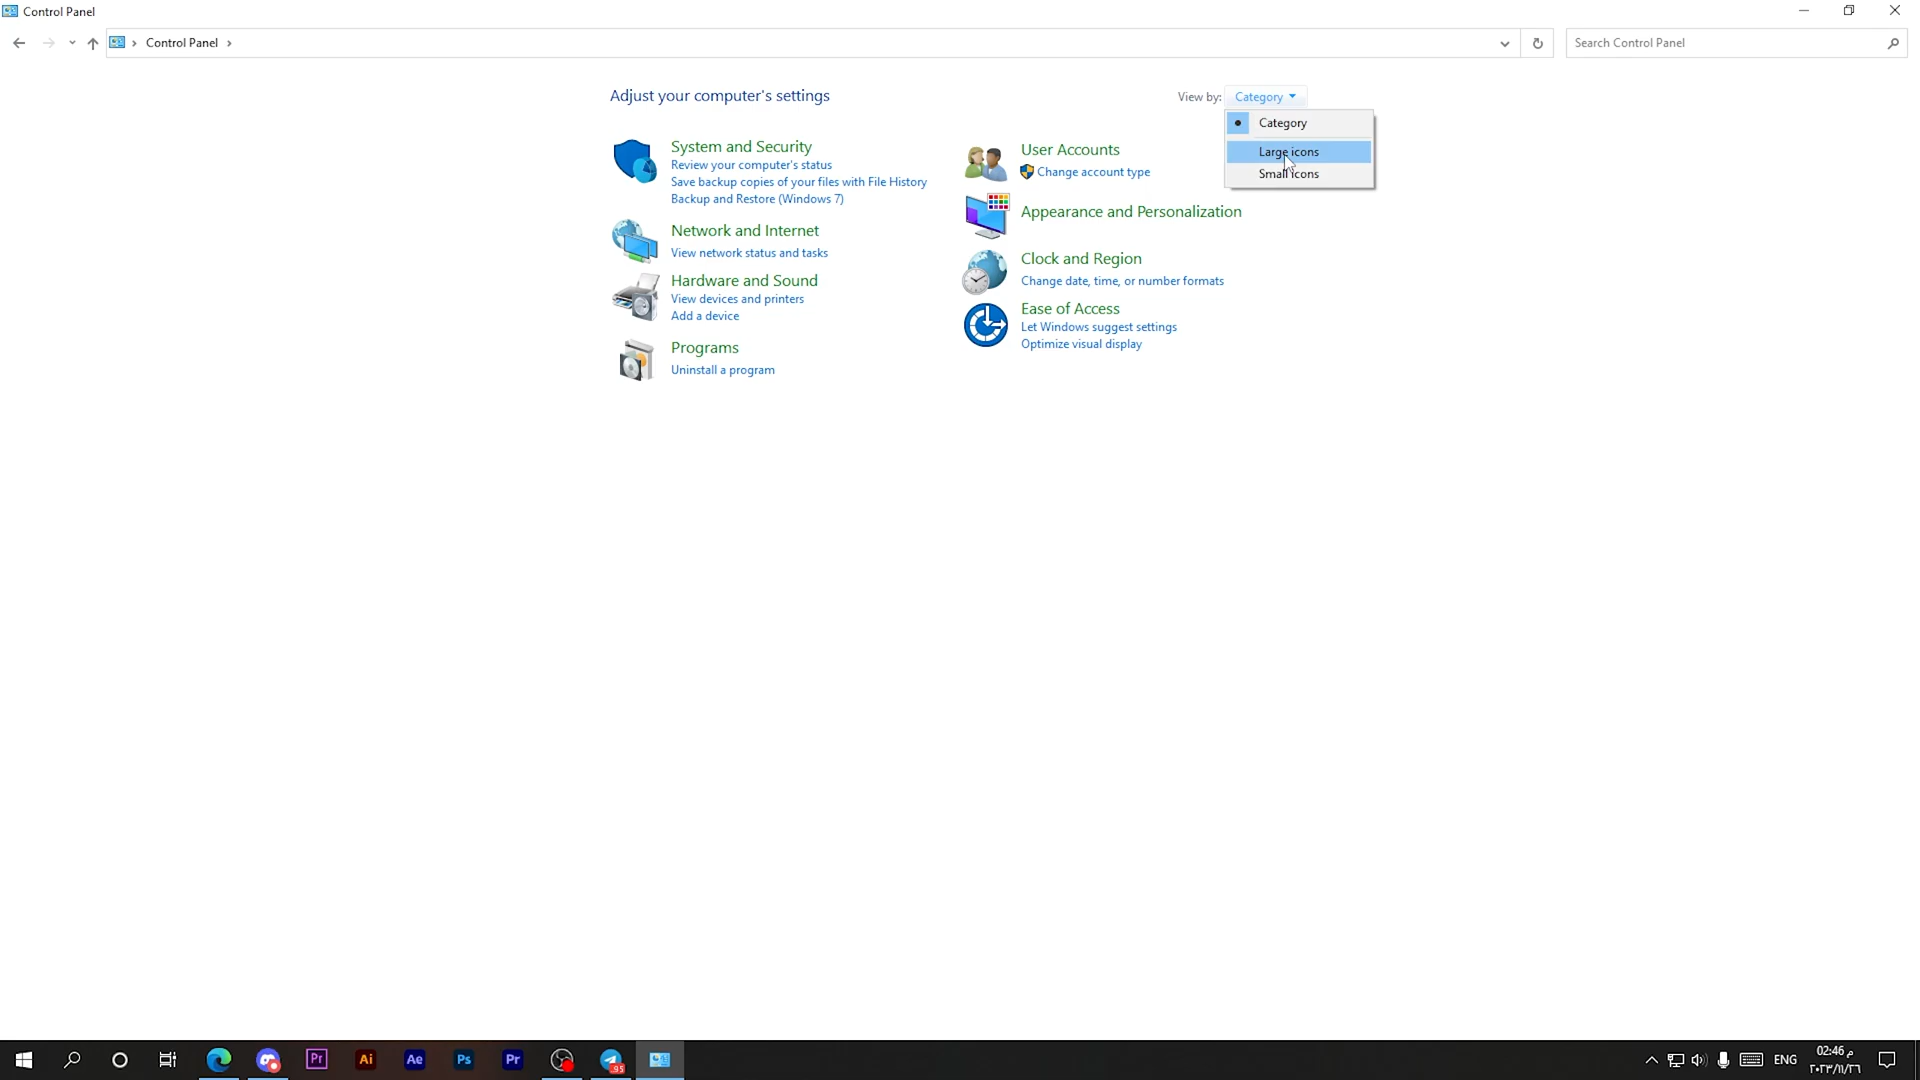 Control Panel
Control Panel
Search Control Panel
Adjust your computer's settings
View by: Category
Category
Large icons
Small icons
System and Security
Review your computer's status
Save backup copies of your files with File History
Backup and Restore (Windows 7)
Network and Internet
View network status and tasks
Hardware and Sound
View devices and printers
Add a device
Programs
Uninstall a program
User Accounts
Change account type
Appearance and Personalization
Clock and Region
Change date, time, or number formats
Ease of Access
Let Windows suggest settings
Optimize visual display
Pr
Ai
Ae
Ps
Pr
95
ENG
02:46 م
٢٠٢٣/١١/٢٦